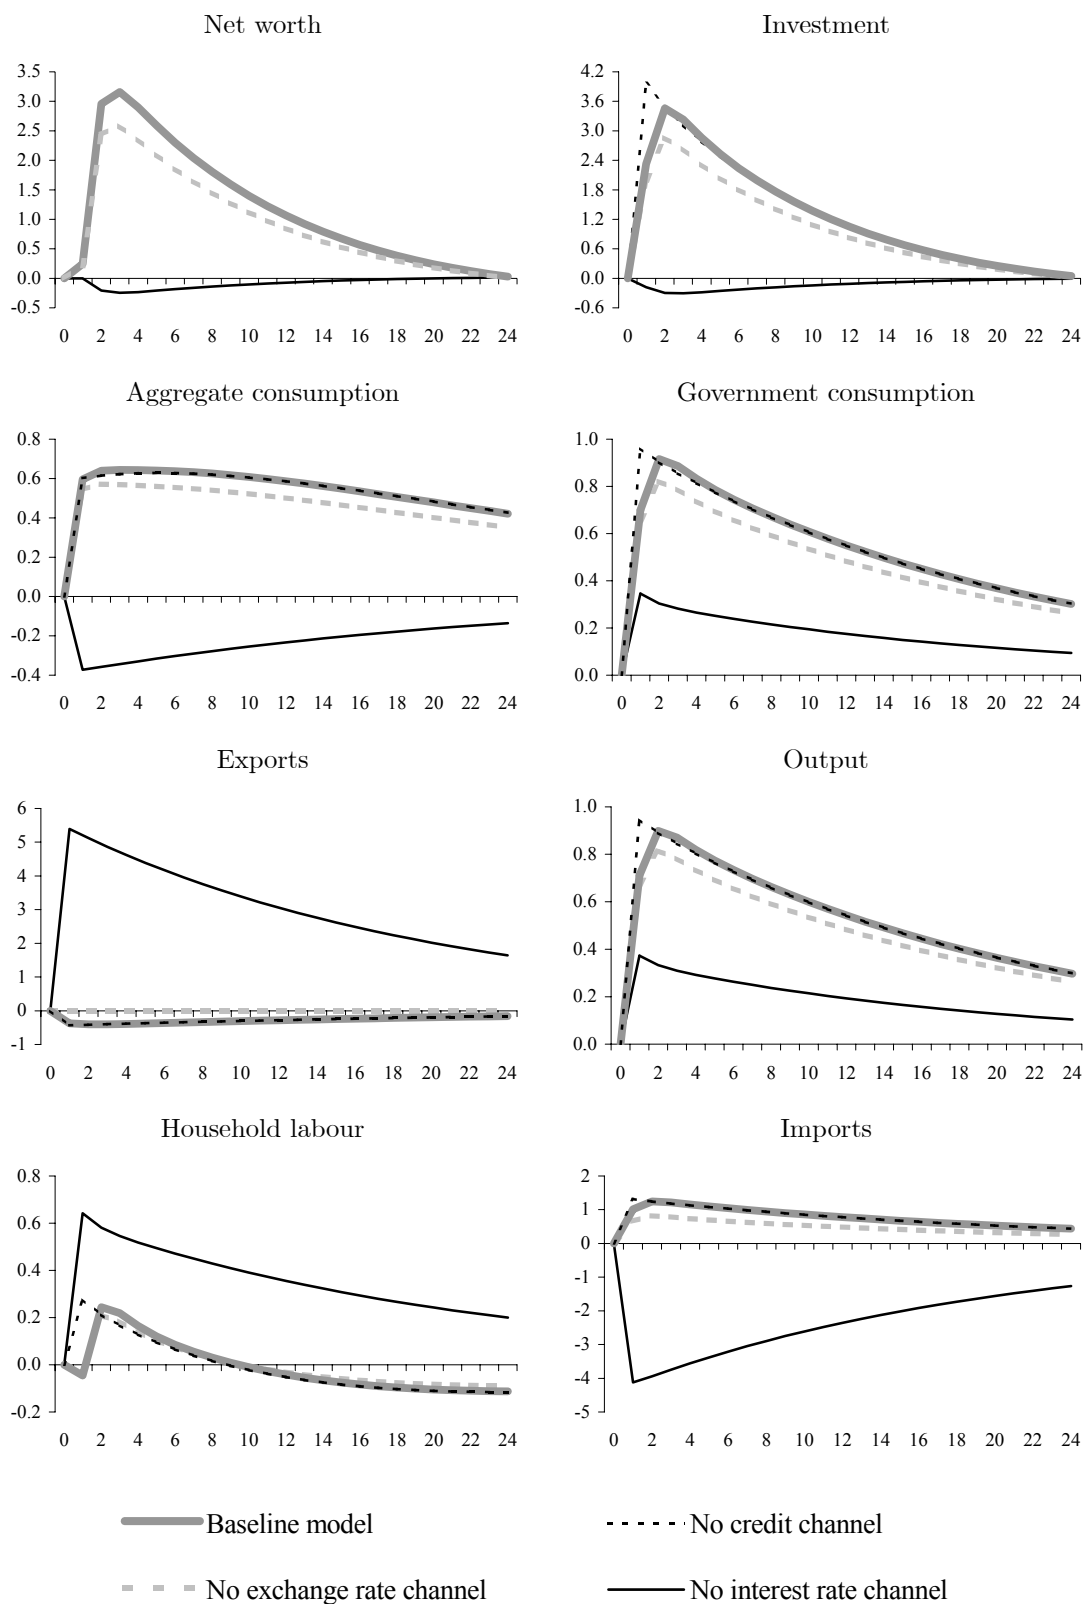 Net worth
3.5
3.0
2.5
2.0
1.5
1.0
0.5
0.0
-0.5
0 2 4 6 8 10 12 14 16 18 20 22 24
Investment
4.2
3.6
3.0
2.4
1.8
1.2
0.6
0.0
-0.6
0 2 4 6 8 10 12 14 16 18 20 22 24
Aggregate consumption
0.8
0.6
0.4
0.2
0.0
-0.2
-0.4
0 2 4 6 8 10 12 14 16 18 20 22 24
Government consumption
1.0
0.8
0.6
0.4
0.2
0.0
0 2 4 6 8 10 12 14 16 18 20 22 24
Exports
6
5
4
3
2
1
0
-1
0 2 4 6 8 10 12 14 16 18 20 22 24
Output
1.0
0.8
0.6
0.4
0.2
0.0
0 2 4 6 8 10 12 14 16 18 20 22 24
Household labour
0.8
0.6
0.4
0.2
0.0
-0.2
0 2 4 6 8 10 12 14 16 18 20 22 24
Imports
2
1
0
-1
-2
-3
-4
-5
0 2 4 6 8 10 12 14 16 18 20 22 24
Baseline model
No credit channel
No exchange rate channel
No interest rate channel